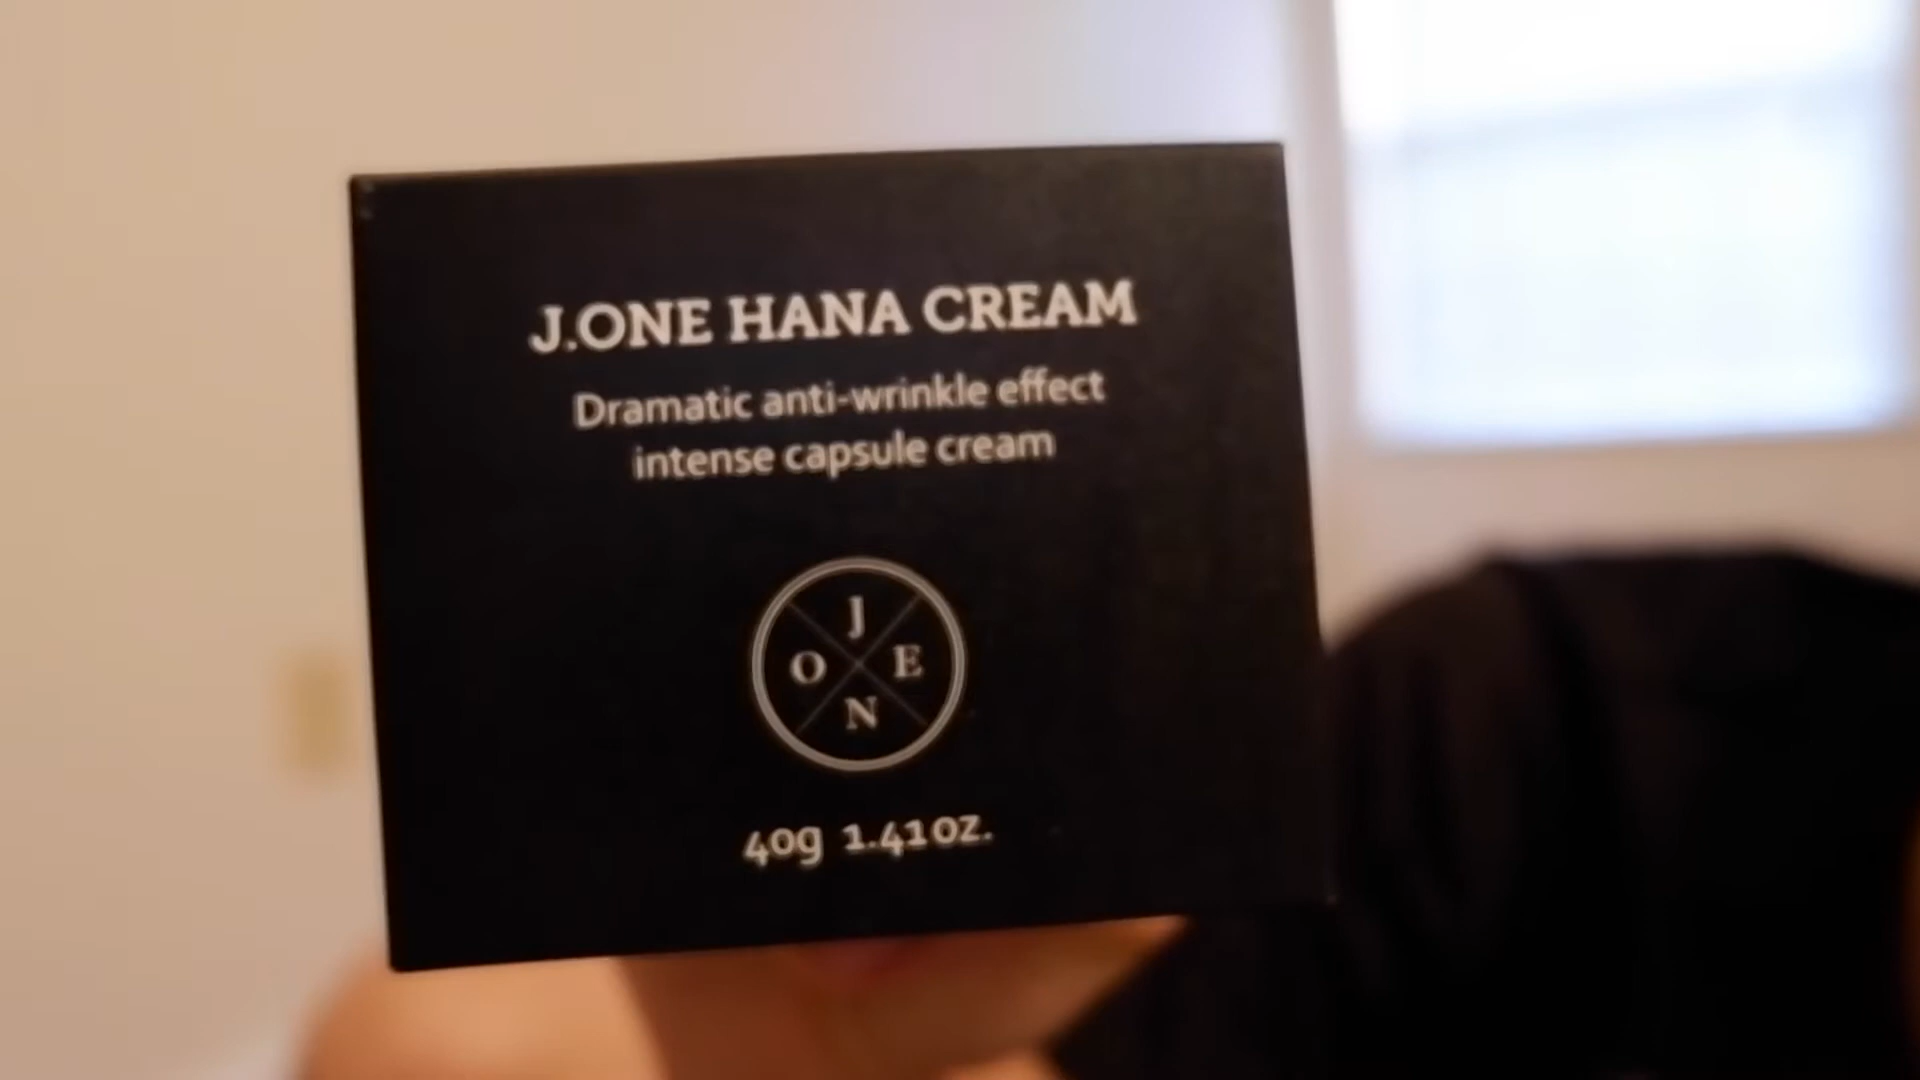 J.ONE HANA CREAM
Dramatic anti-wrinkle effect
intense capsule cream
J
O E
N
40g 1.41oz.